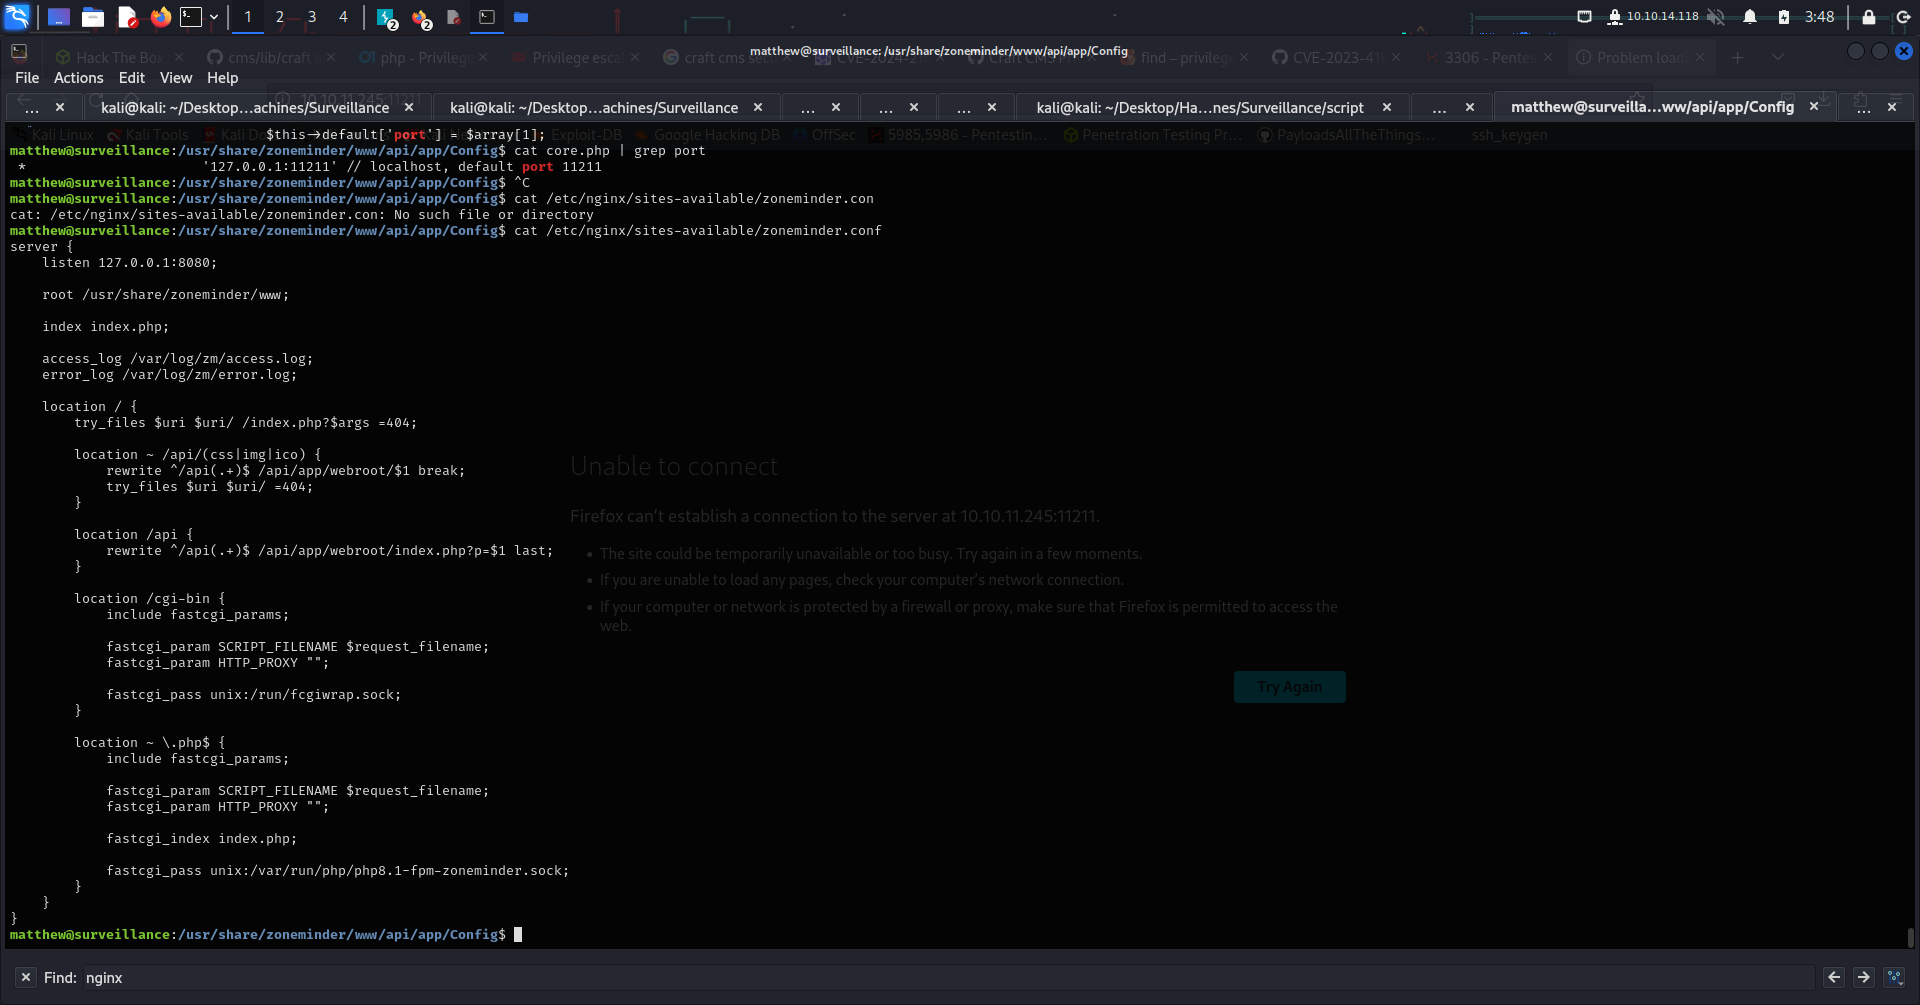 1 2 3 4 2 2 10.10.14.118 3:48
Hack The Box cms/lib/craft a php - Privilege Privilege esca craft cms sec CVE-2024-21 Craft CMS find – privileg CVE-2023-41 3306 - Pentes Problem load
matthew@surveillance: /usr/share/zoneminder/www/api/app/Config
File Actions Edit View Help
... kali@kali: ~/Desktop...achines/Surveillance kali@kali: ~/Desktop...achines/Surveillance ... ... ... kali@kali: ~/Desktop/Ha...nes/Surveillance/script ... matthew@surveilla...ww/api/app/Config ...
10.10.11.245:11211
Kali Linux Kali Tools Kali Do Exploit-DB Google Hacking DB OffSec 5985,5986 - Pentestin... Penetration Testing Pr... PayloadsAllTheThings... ssh_keygen
$this→default['port'] = $array[1];
matthew@surveillance:/usr/share/zoneminder/www/api/app/Config$ cat core.php | grep port
* '127.0.0.1:11211' // localhost, default port 11211
matthew@surveillance:/usr/share/zoneminder/www/api/app/Config$ ^C
matthew@surveillance:/usr/share/zoneminder/www/api/app/Config$ cat /etc/nginx/sites-available/zoneminder.con
cat: /etc/nginx/sites-available/zoneminder.con: No such file or directory
matthew@surveillance:/usr/share/zoneminder/www/api/app/Config$ cat /etc/nginx/sites-available/zoneminder.conf
server {
listen 127.0.0.1:8080;
root /usr/share/zoneminder/www;
index index.php;
access_log /var/log/zm/access.log;
error_log /var/log/zm/error.log;
location / {
try_files $uri $uri/ /index.php?$args =404;
location ~ /api/(css|img|ico) {
rewrite ^/api(.+)$ /api/app/webroot/$1 break;
try_files $uri $uri/ =404;
}
location /api {
rewrite ^/api(.+)$ /api/app/webroot/index.php?p=$1 last;
}
location /cgi-bin {
include fastcgi_params;
fastcgi_param SCRIPT_FILENAME $request_filename;
fastcgi_param HTTP_PROXY "";
fastcgi_pass unix:/run/fcgiwrap.sock;
}
location ~ \.php$ {
include fastcgi_params;
fastcgi_param SCRIPT_FILENAME $request_filename;
fastcgi_param HTTP_PROXY "";
fastcgi_index index.php;
fastcgi_pass unix:/var/run/php/php8.1-fpm-zoneminder.sock;
}
}
}
matthew@surveillance:/usr/share/zoneminder/www/api/app/Config$
Unable to connect
Firefox can't establish a connection to the server at 10.10.11.245:11211.
• The site could be temporarily unavailable or too busy. Try again in a few moments.
• If you are unable to load any pages, check your computer's network connection.
• If your computer or network is protected by a firewall or proxy, make sure that Firefox is permitted to access the
web.
Try Again
Find: nginx